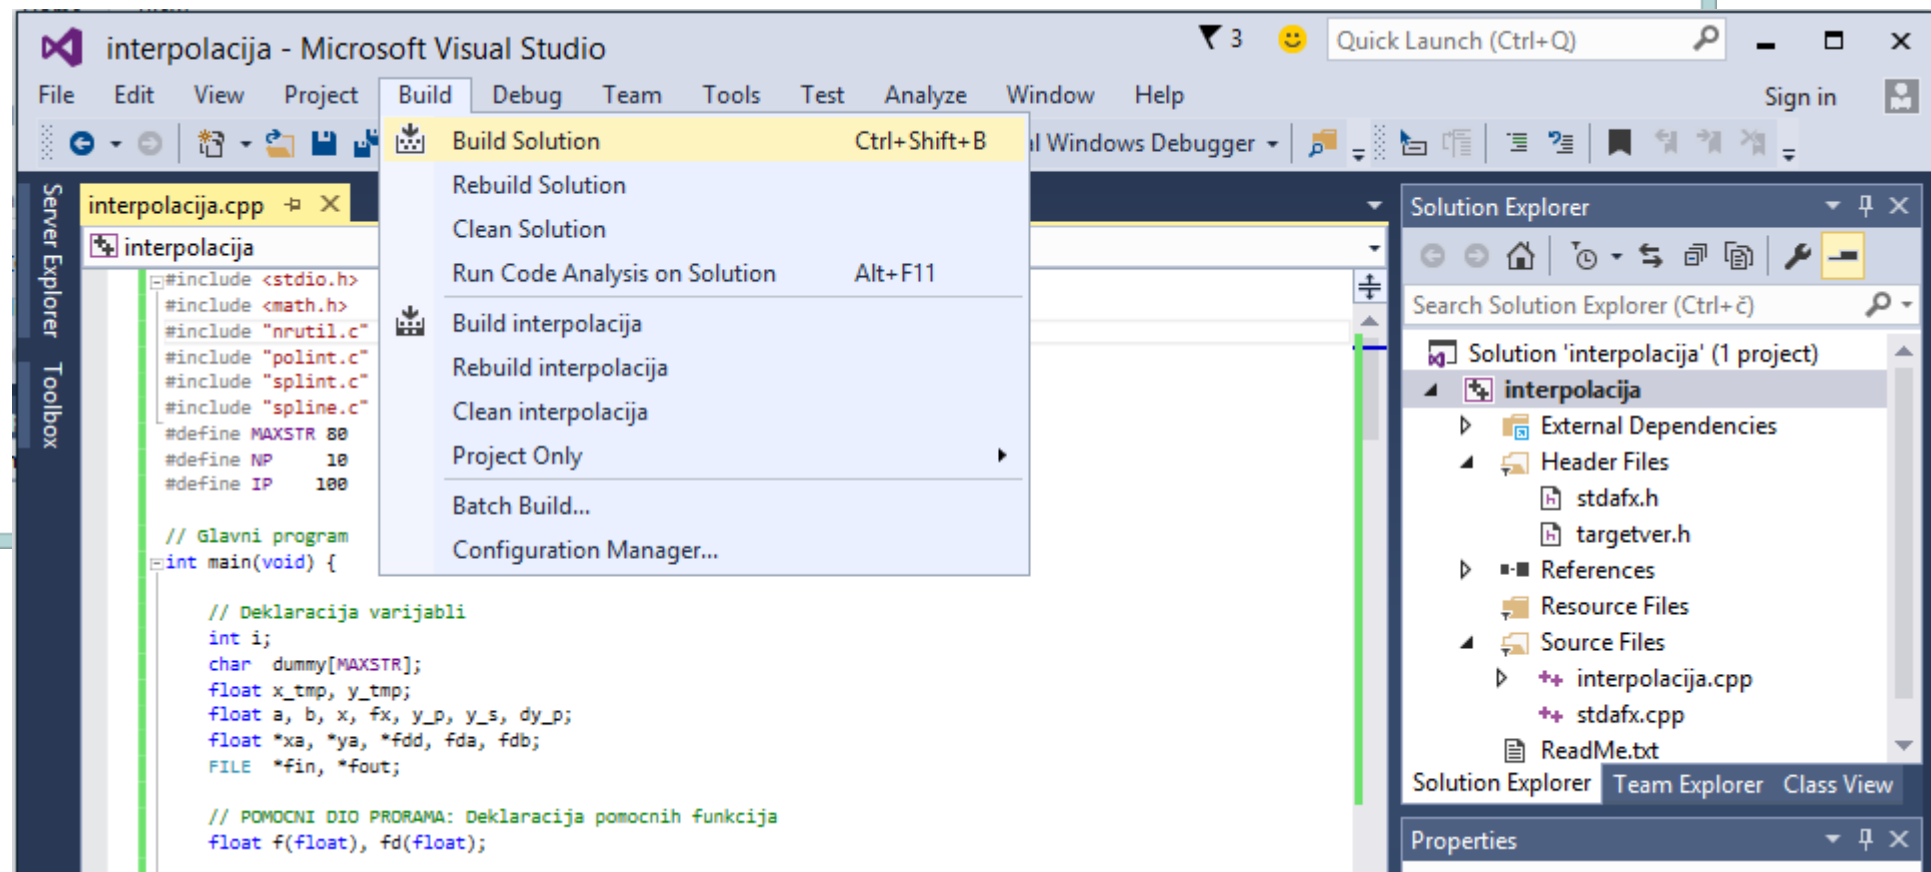 interpolacija - Microsoft Visual Studio
3
Quick Launch (Ctrl+Q)
File Edit View Project Build Debug Team Tools Test Analyze Window Help
Sign in
Build Solution Ctrl+Shift+B
Rebuild Solution
Clean Solution
Run Code Analysis on Solution Alt+F11
Build interpolacija
Rebuild interpolacija
Clean interpolacija
Project Only
Batch Build...
Configuration Manager...
Windows Debugger
Server Explorer
Toolbox
interpolacija.cpp
interpolacija
#include <stdio.h>
#include <math.h>
#include "nrutil.c"
#include "polint.c"
#include "splint.c"
#include "spline.c"
#define MAXSTR 80
#define NP 10
#define IP 100
// Glavni program
int main(void) {
// Deklaracija varijabli
int i;
char dummy[MAXSTR];
float x_tmp, y_tmp;
float a, b, x, fx, y_p, y_s, dy_p;
float *xa, *ya, *fdd, fda, fdb;
FILE *fin, *fout;
// POMOCNI DIO PRORAMA: Deklaracija pomocnih funkcija
float f(float), fd(float);
Solution Explorer
Search Solution Explorer (Ctrl+č)
Solution 'interpolacija' (1 project)
interpolacija
External Dependencies
Header Files
stdafx.h
targetver.h
References
Resource Files
Source Files
interpolacija.cpp
stdafx.cpp
ReadMe.txt
Solution Explorer Team Explorer Class View
Properties